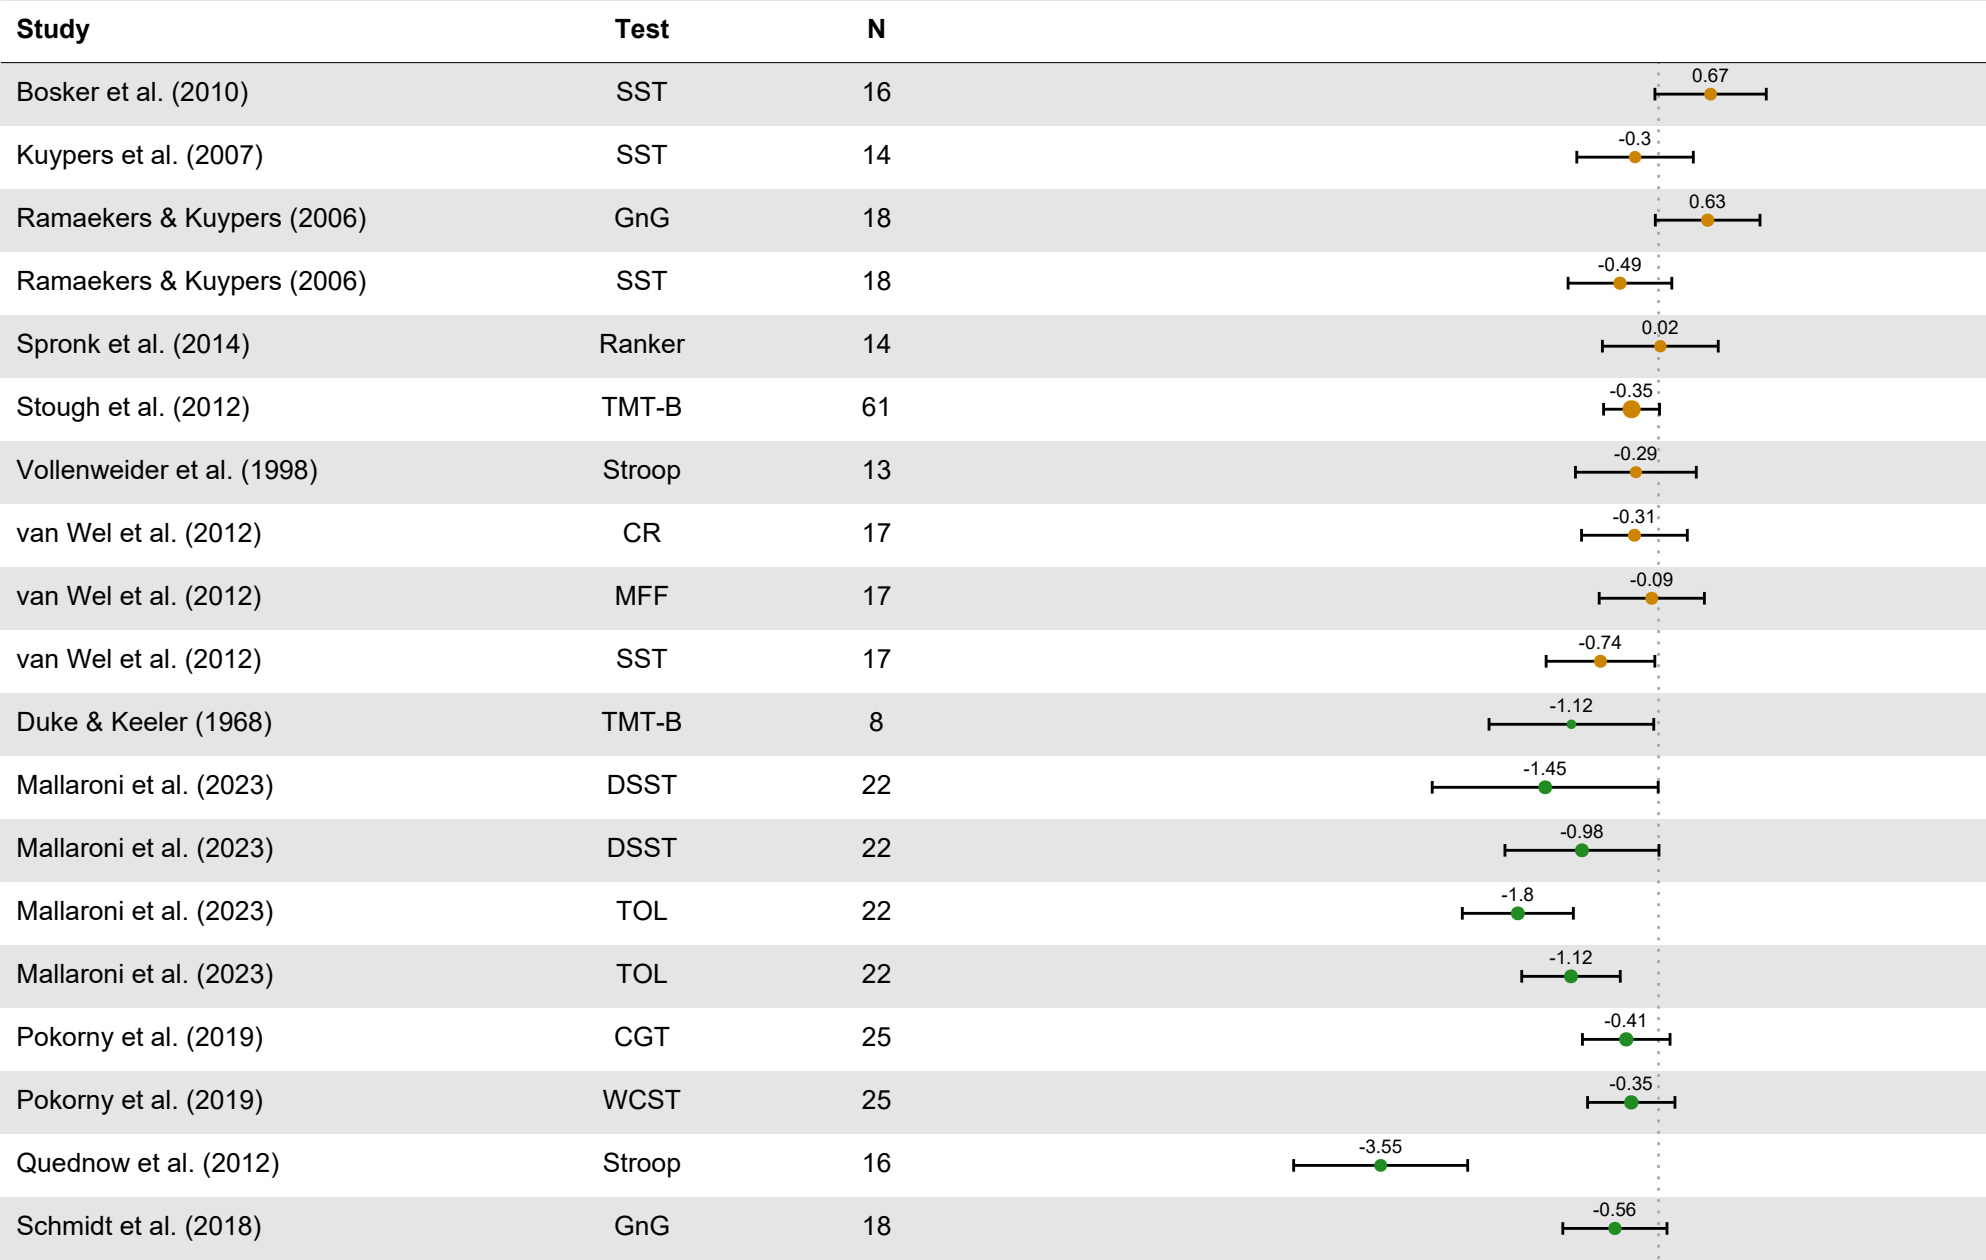 Study Test N
Bosker et al. (2010) SST 16 0.67
Kuypers et al. (2007) SST 14 -0.3
Ramaekers & Kuypers (2006) GnG 18 0.63
Ramaekers & Kuypers (2006) SST 18 -0.49
Spronk et al. (2014) Ranker 14 0.02
Stough et al. (2012) TMT-B 61 -0.35
Vollenweider et al. (1998) Stroop 13 -0.29
van Wel et al. (2012) CR 17 -0.31
van Wel et al. (2012) MFF 17 -0.09
van Wel et al. (2012) SST 17 -0.74
Duke & Keeler (1968) TMT-B 8 -1.12
Mallaroni et al. (2023) DSST 22 -1.45
Mallaroni et al. (2023) DSST 22 -0.98
Mallaroni et al. (2023) TOL 22 -1.8
Mallaroni et al. (2023) TOL 22 -1.12
Pokorny et al. (2019) CGT 25 -0.41
Pokorny et al. (2019) WCST 25 -0.35
Quednow et al. (2012) Stroop 16 -3.55
Schmidt et al. (2018) GnG 18 -0.56